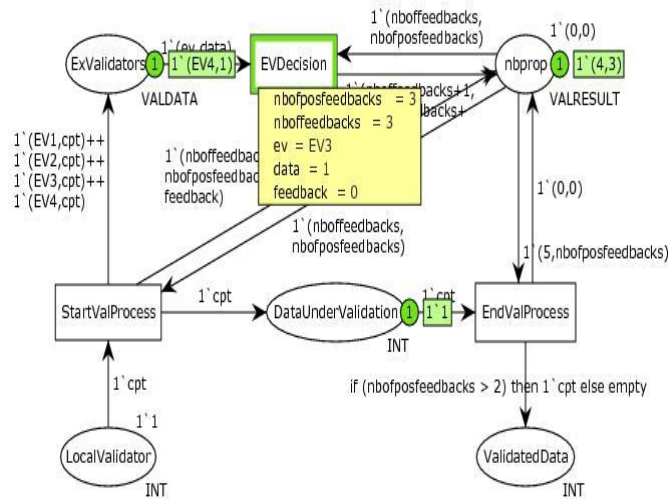 1`(0,0)
1`(nboffeedbacks,
nbofposfeedbacks)
1`(ev,data)
ExValidators
1
1`(EV4,1)
EVDecision
nbprop
1
1`(4,3)
VALDATA
VALRESULT
1`(nboffeedbacks+1,
nbofposfeedbacks = 3
nboffeedbacks = 3
ev = EV3
data = 1
feedback = 0
1`(EV1,cpt)++
1`(EV2,cpt)++
1`(EV3,cpt)++
1`(EV4,cpt)
1`(nboffeedbac
nbofposfeedbac
feedback)
1`(0,0)
1`(nboffeedbacks,
nbofposfeedbacks)
1`(5,nbofposfeedbacks)
StartValProcess
1`cpt
DataUnderValidation
1
1`1
1`cpt
EndValProcess
INT
1`cpt
if (nbofposfeedbacks > 2) then 1`cpt else empty
1`1
LocalValidator
INT
ValidatedData
INT